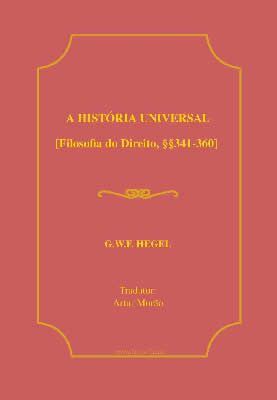 A HISTÓRIA UNIVERSAL
[Filosofia do Direito, §§341-360]
G.W.F. HEGEL
Tradutor:
Artur Morão